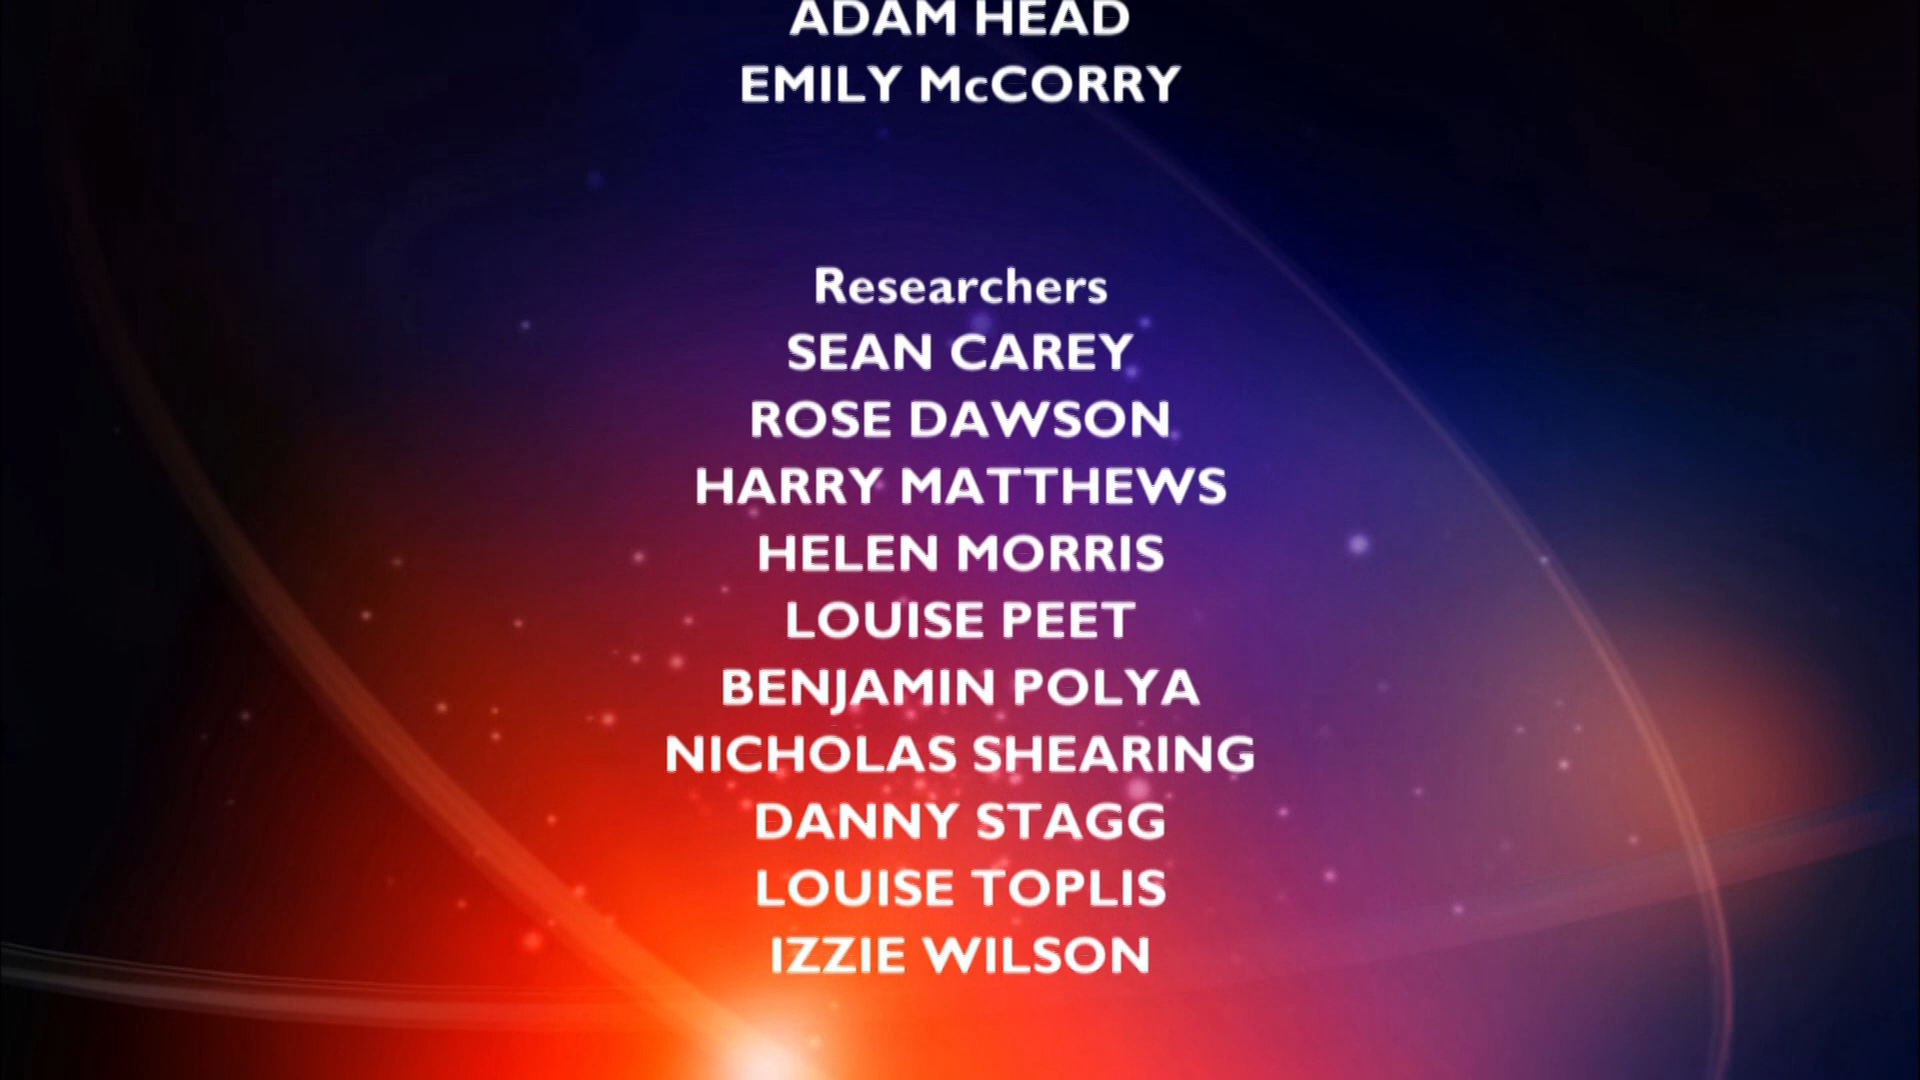 ADAM HEAD
EMILY McCORRY
Researchers
SEAN CAREY
ROSE DAWSON
HARRY MATTHEWS
HELEN MORRIS
LOUISE PEET
BENJAMIN POLYA
NICHOLAS SHEARING
DANNY STAGG
LOUISE TOPLIS
IZZIE WILSON